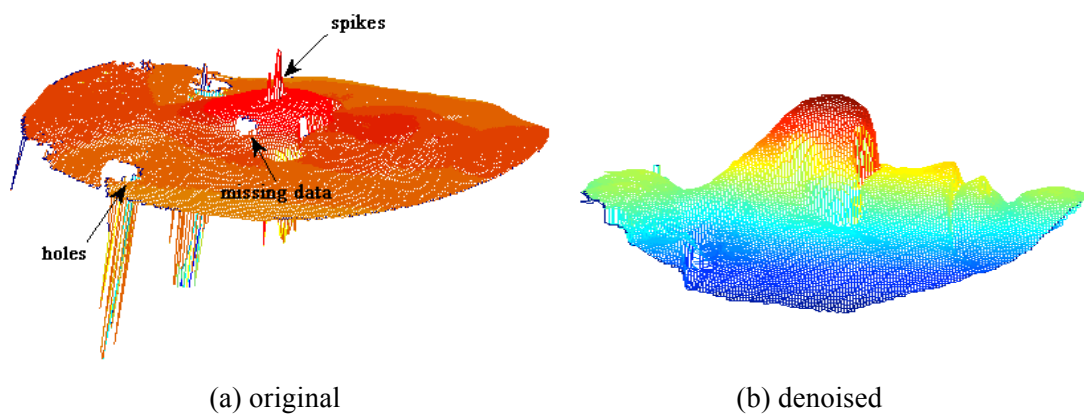 spikes
missing data
holes
(a) original
(b) denoised